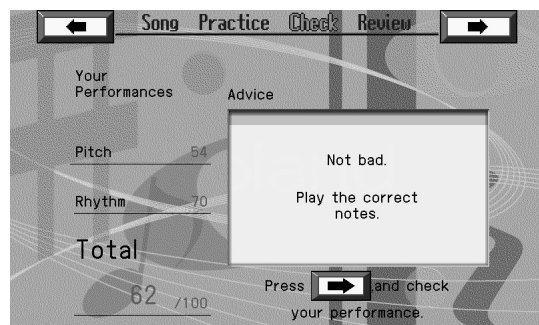 Song Practice Check Review
Your
Performances
Advice
Pitch 54
Rhythm 70
Total
62 /100
Not bad.
Play the correct
notes.
Press ,and check
your performance.